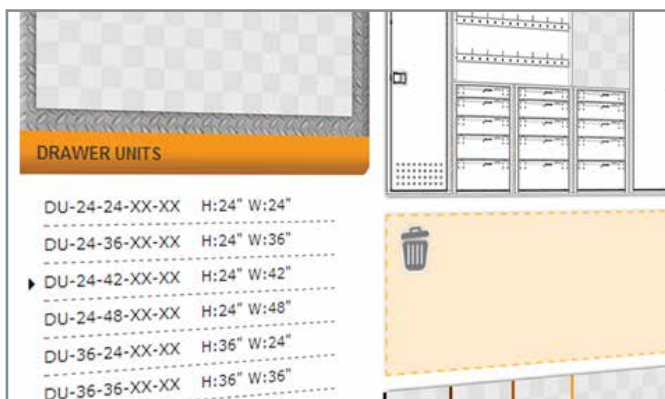 DRAWER UNITS
DU-24-24-XX-XX H:24" W:24"
DU-24-36-XX-XX H:24" W:36"
DU-24-42-XX-XX H:24" W:42"
DU-24-48-XX-XX H:24" W:48"
DU-36-24-XX-XX H:36" W:24"
DU-36-36-XX-XX H:36" W:36"